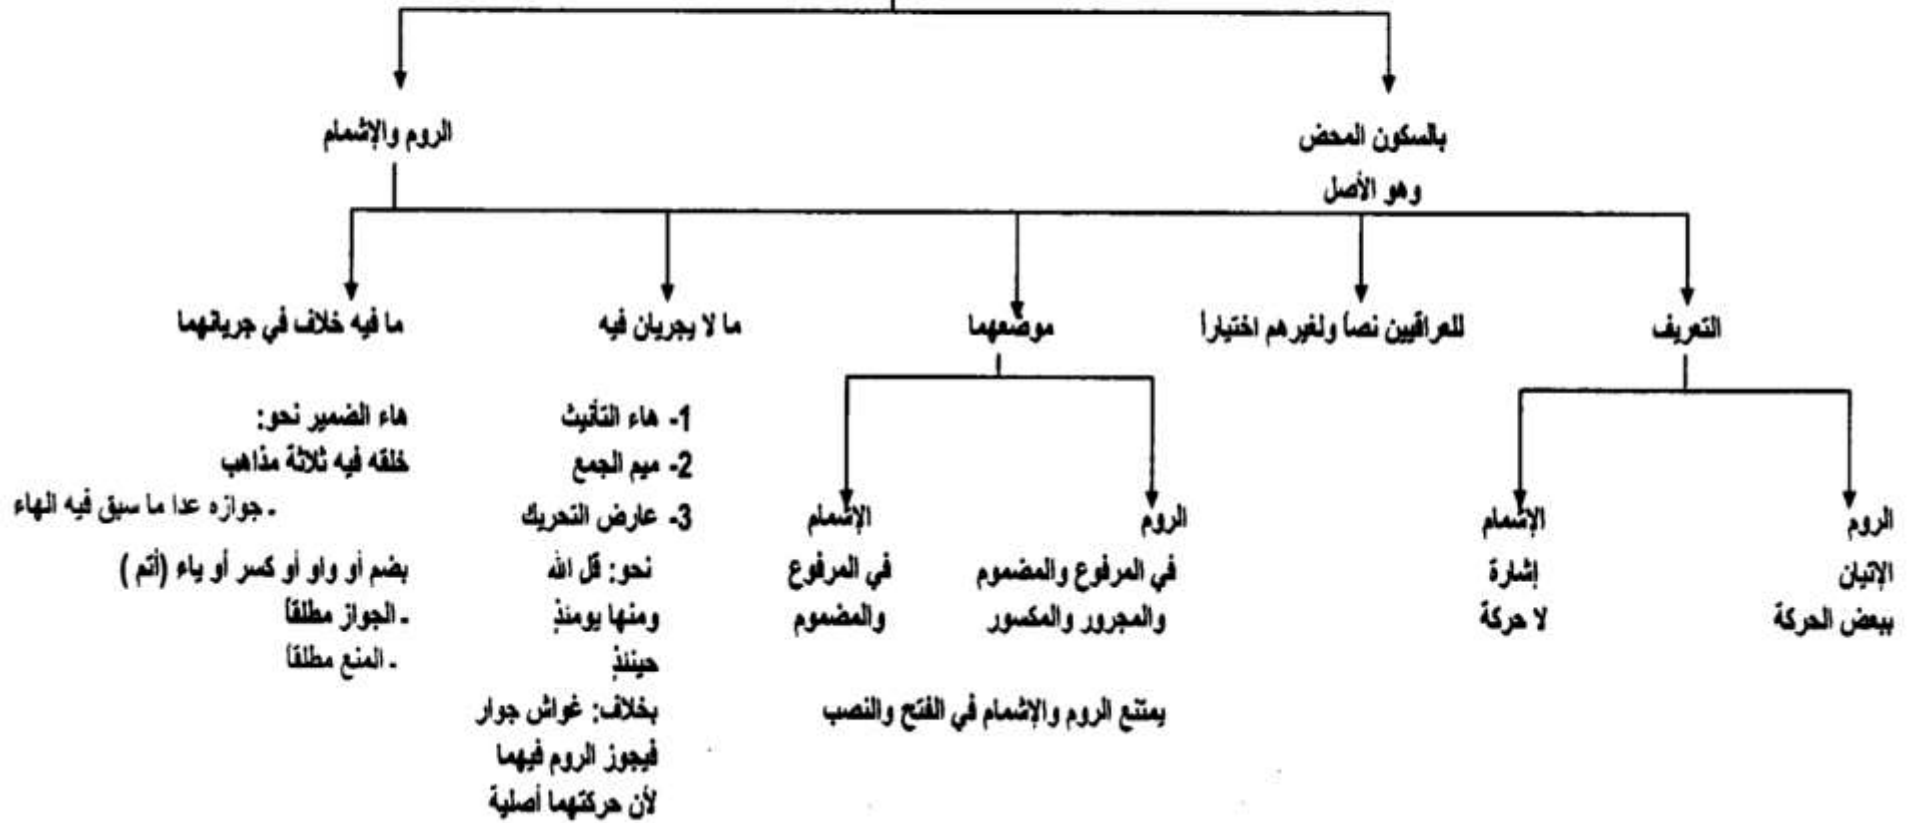 بالسكون المحض
وهو الأصل
الروم والإشمام
التعريف
للعراقيين نصاً ولغيرهم اختياراً
موضعهما
ما لا يجريان فيه
ما فيه خلاف في جريانهما
الروم
الإتيان
ببعض الحركة
الإشمام
إشارة
لا حركة
الروم
في المرفوع والمضموم
والمجرور والمكسور
الإشمام
في المرفوع
والمضموم
يمتنع الروم والإشمام في الفتح والنصب
1- هاء التأنيث
2- ميم الجمع
3- عارض التحريك
نحو: قل الله
ومنها يومئذٍ
حينئذٍ
بخلاف: غواش جوار
فيجوز الروم فيهما
لأن حركتهما أصلية
هاء الضمير نحو:
خلقه فيه ثلاثة مذاهب
- جوازه عدا ما سبق فيه الهاء
بضم أو واو أو كسر أو ياء (أتم )
- الجواز مطلقاً
- المنع مطلقاً